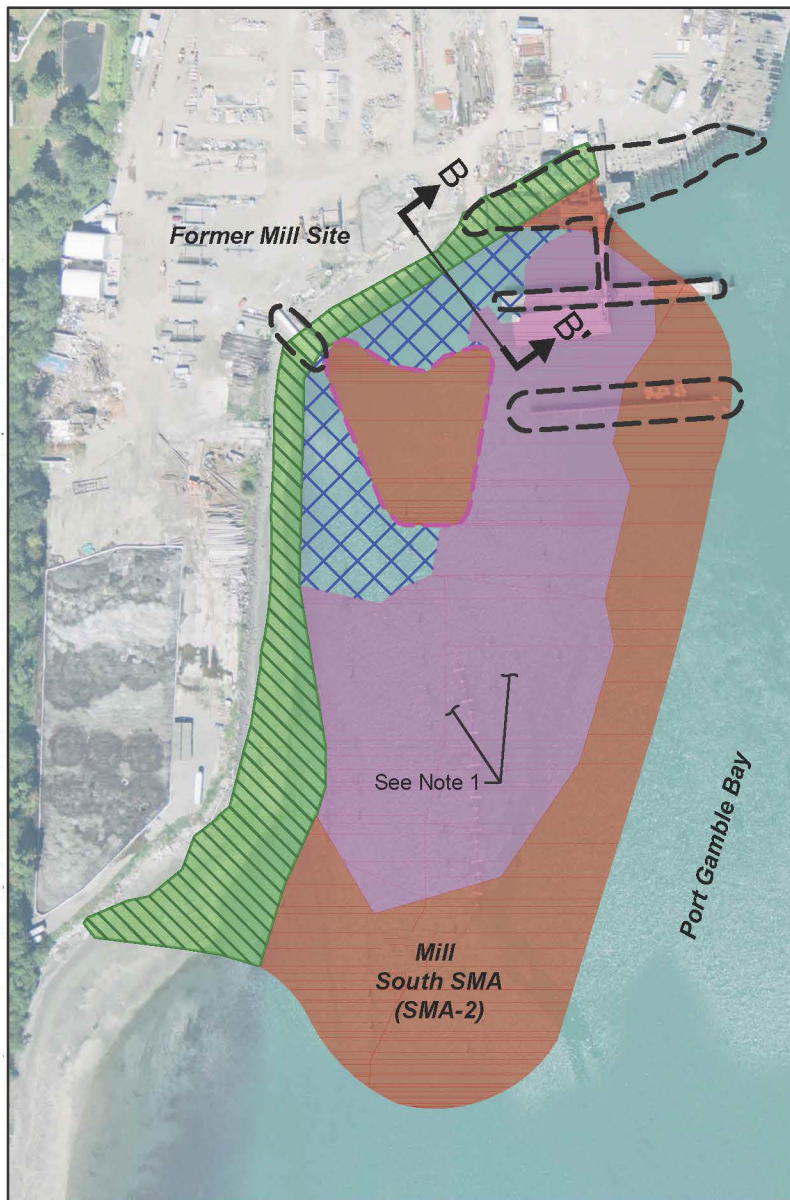 B
Former Mill Site
B'
See Note 1
Port Gamble Bay
Mill
South SMA
(SMA-2)